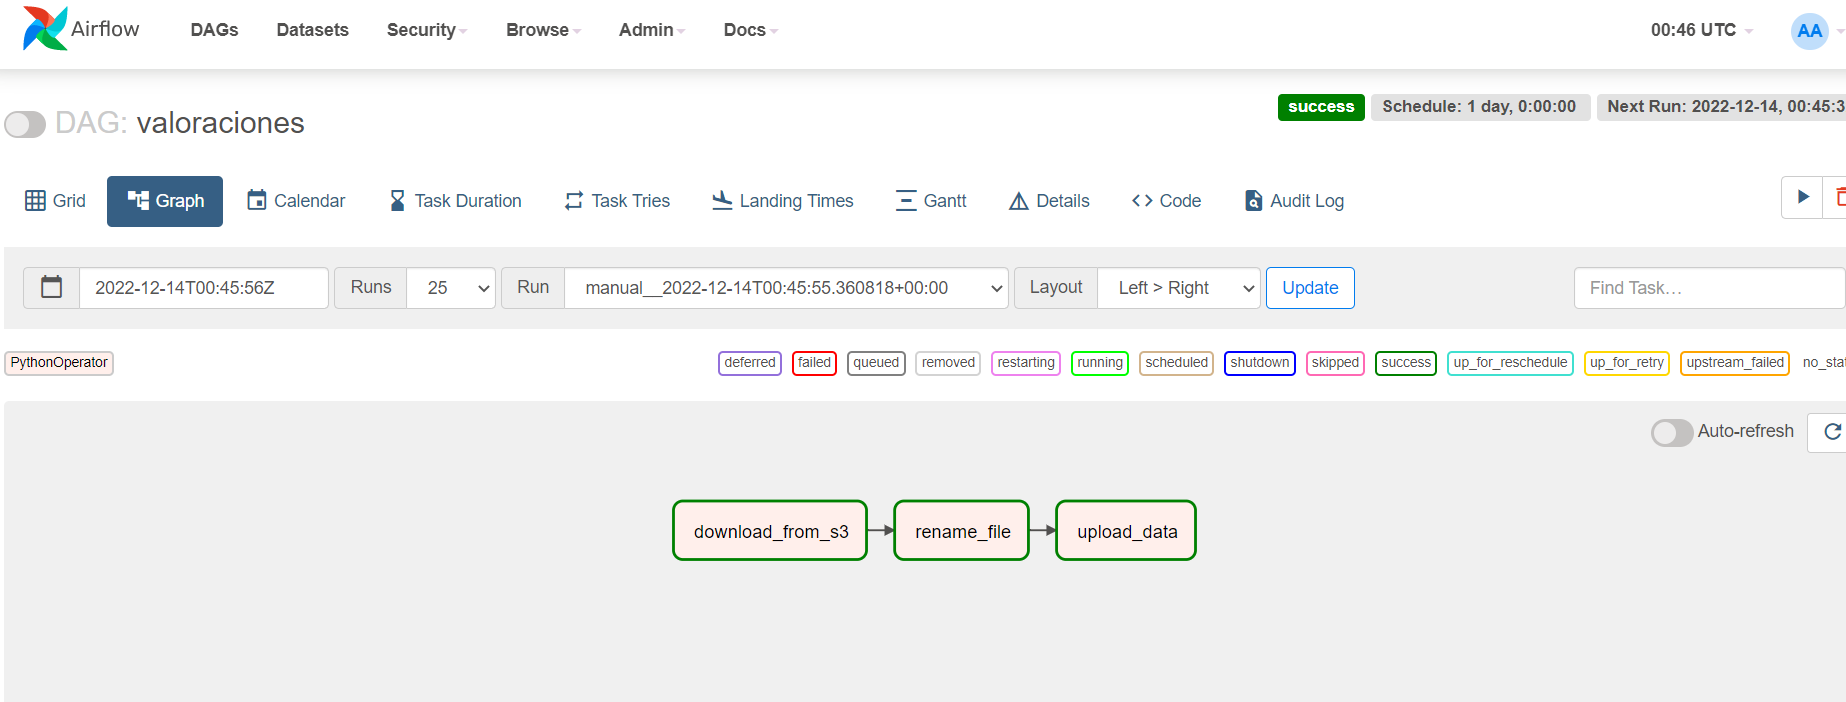 Airflow DAGs Datasets Security Browse Admin Docs 00:46 UTC AA
DAG: valoraciones success Schedule: 1 day, 0:00:00 Next Run: 2022-12-14, 00:45:3
Grid Graph Calendar Task Duration Task Tries Landing Times Gantt Details Code Audit Log
2022-12-14T00:45:56Z Runs 25 Run manual__2022-12-14T00:45:55.360818+00:00 Layout Left > Right Update Find Task…
PythonOperator deferred failed queued removed restarting running scheduled shutdown skipped success up_for_reschedule up_for_retry upstream_failed no_stat
Auto-refresh
download_from_s3 rename_file upload_data